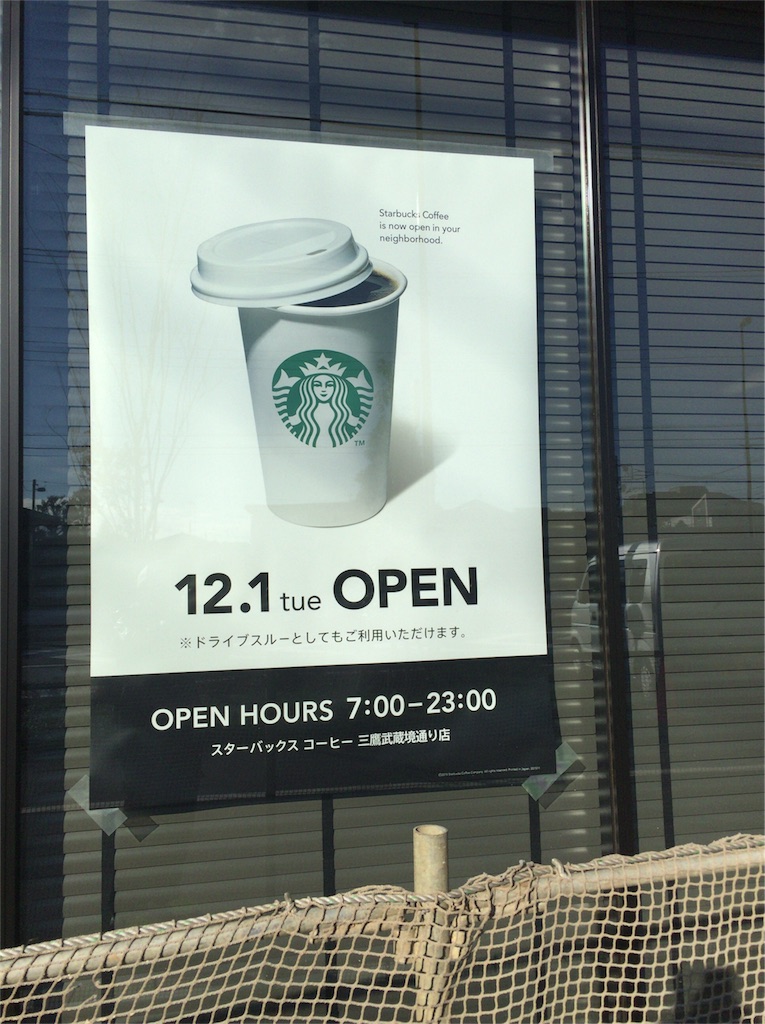 Starbucks Coffee
is now open in your
neighborhood.
TM
12.1 tue OPEN
※ドライブスルーとしてもご利用いただけます。
OPEN HOURS 7:00–23:00
スターバックス コーヒー 三鷹武蔵境通り店